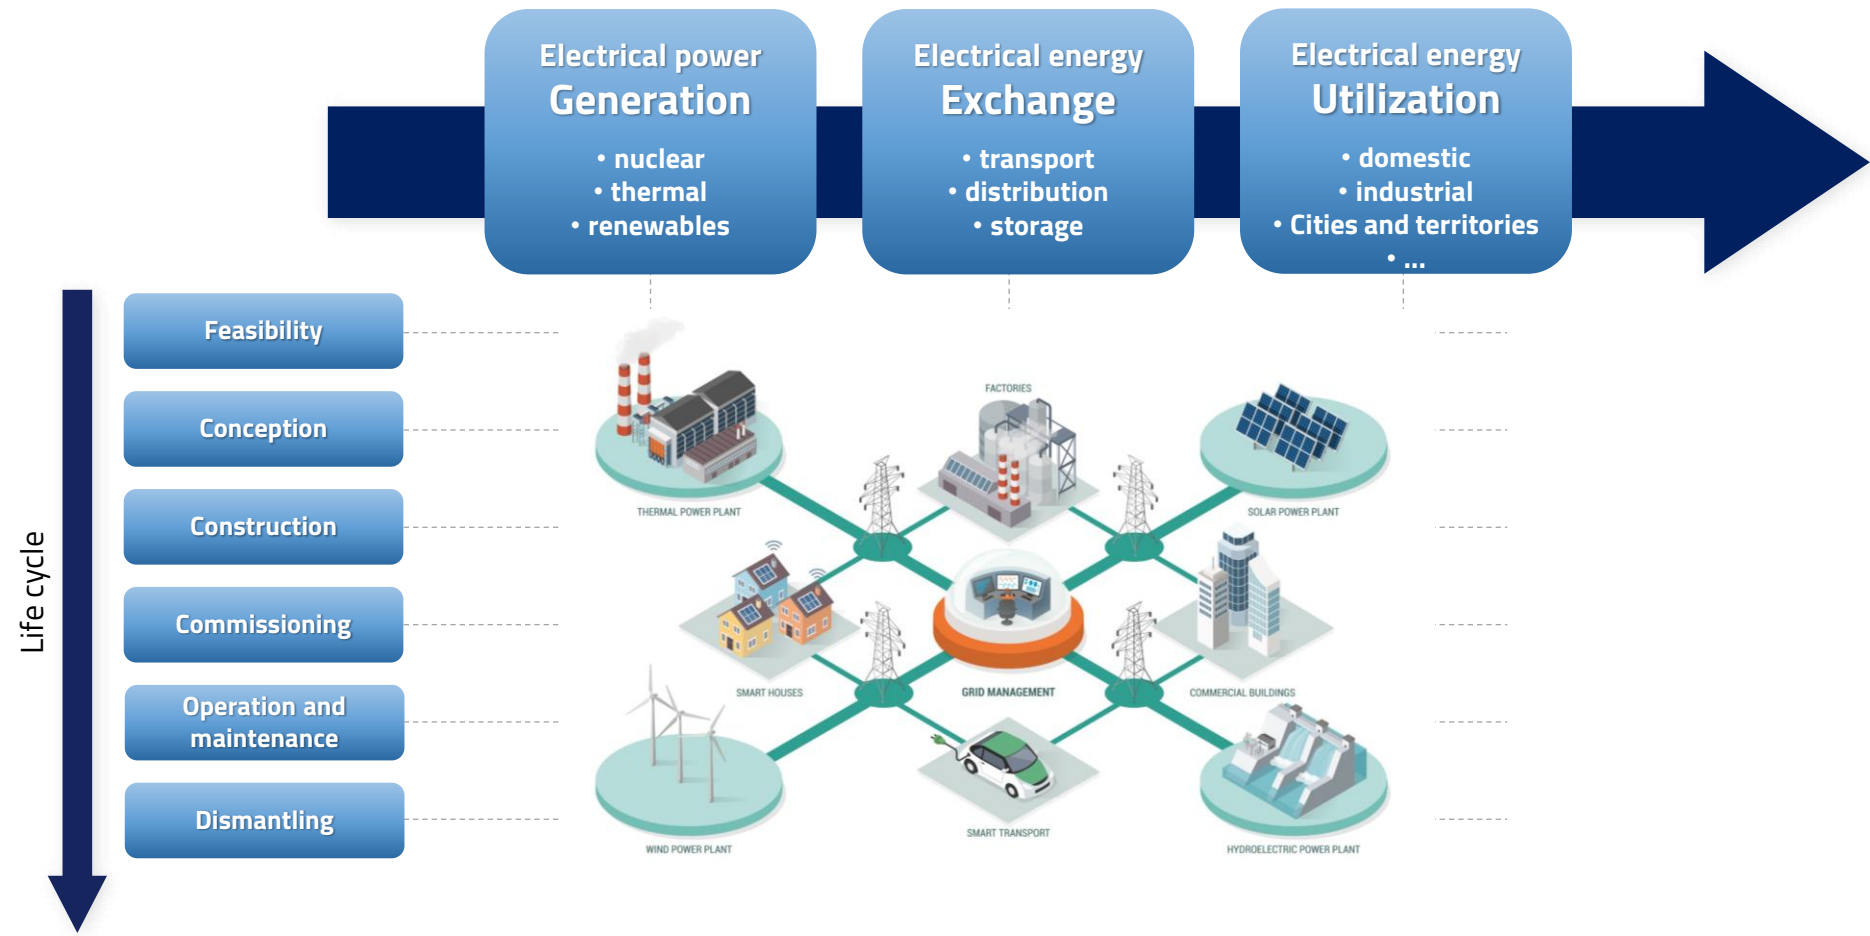 Electrical power
Generation
• nuclear
• thermal
• renewables
Electrical energy
Exchange
• transport
• distribution
• storage
Electrical energy
Utilization
• domestic
• industrial
• Cities and territories
• ...
Life cycle
Feasibility
Conception
Construction
Commissioning
Operation and
maintenance
Dismantling
FACTORIES
THERMAL POWER PLANT
SOLAR POWER PLANT
SMART HOUSES
GRID MANAGEMENT
COMMERCIAL BUILDINGS
SMART TRANSPORT
WIND POWER PLANT
HYDROELECTRIC POWER PLANT